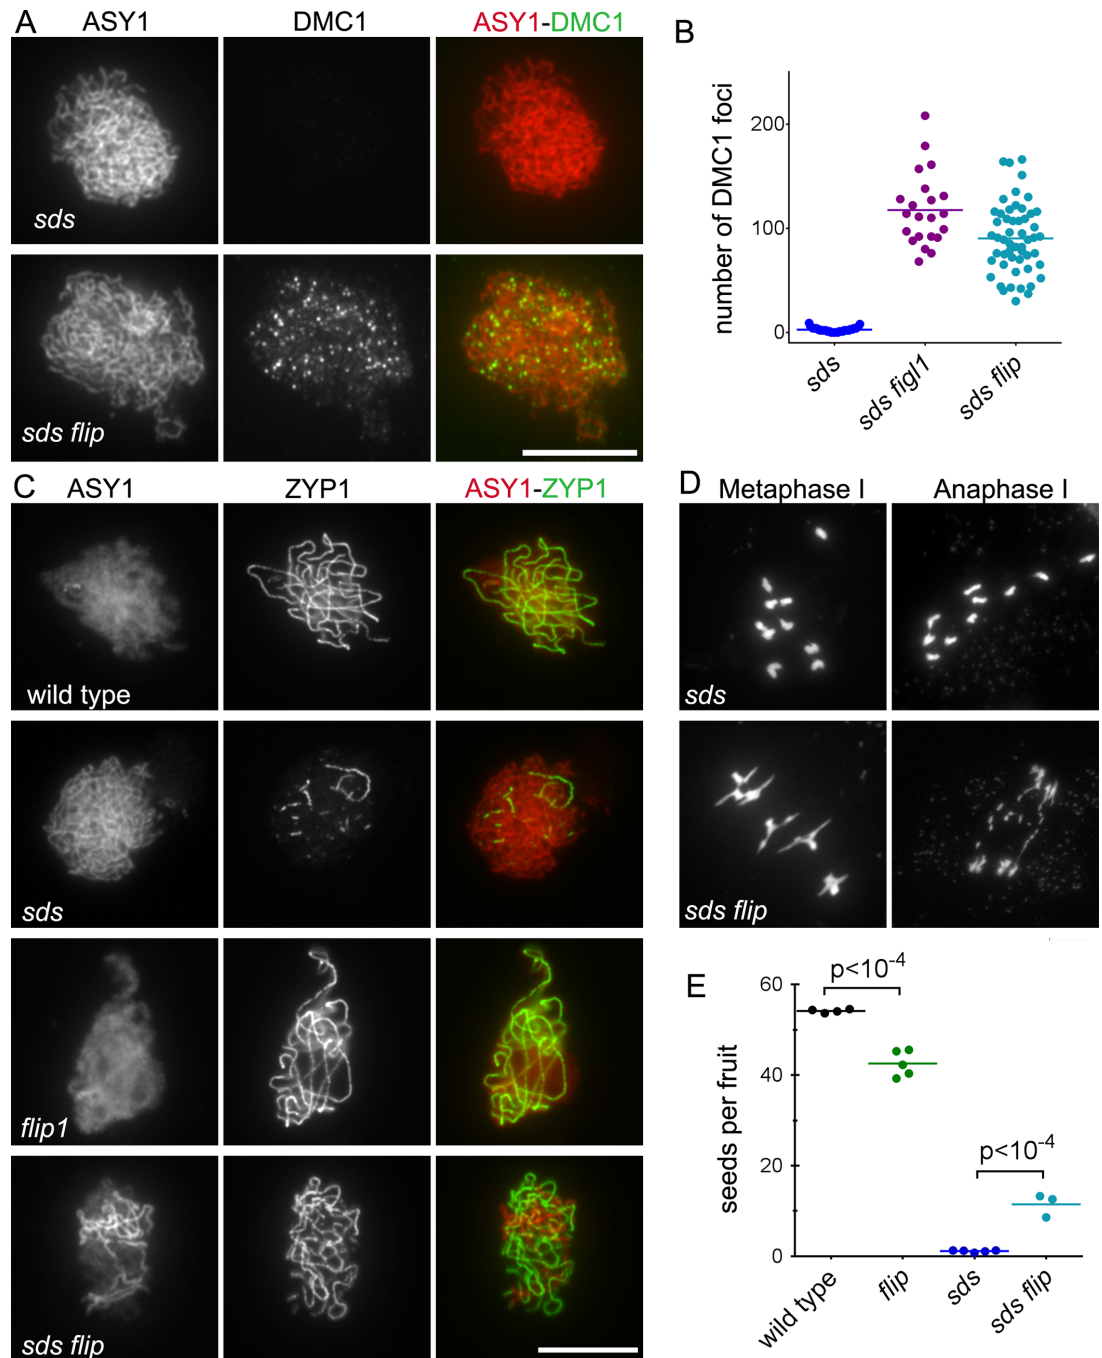 A
ASY1 DMC1 ASY1-DMC1
sds
sds flip
B
number of DMC1 foci
200
100
0
sds sds figl1 sds flip
C
ASY1 ZYP1 ASY1-ZYP1
wild type
sds
flip1
sds flip
D
Metaphase I Anaphase I
sds
sds flip
E
seeds per fruit
60
40
20
0
p<10⁻⁴
p<10⁻⁴
wild type flip sds sds flip